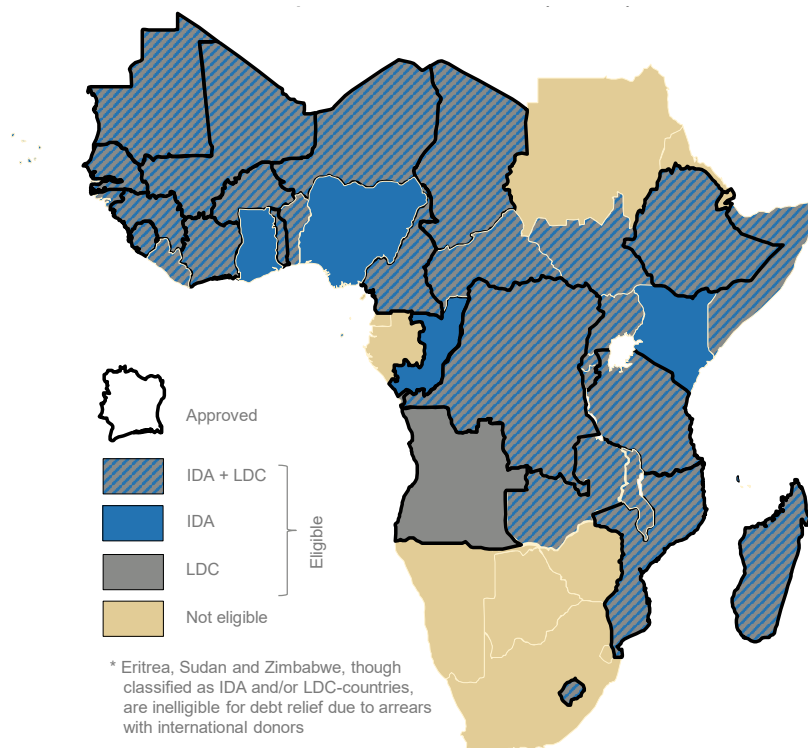 Approved
IDA + LDC
IDA
LDC
Not eligible
Eligible
* Eritrea, Sudan and Zimbabwe, though
classified as IDA and/or LDC-countries,
are inelligible for debt relief due to arrears
with international donors